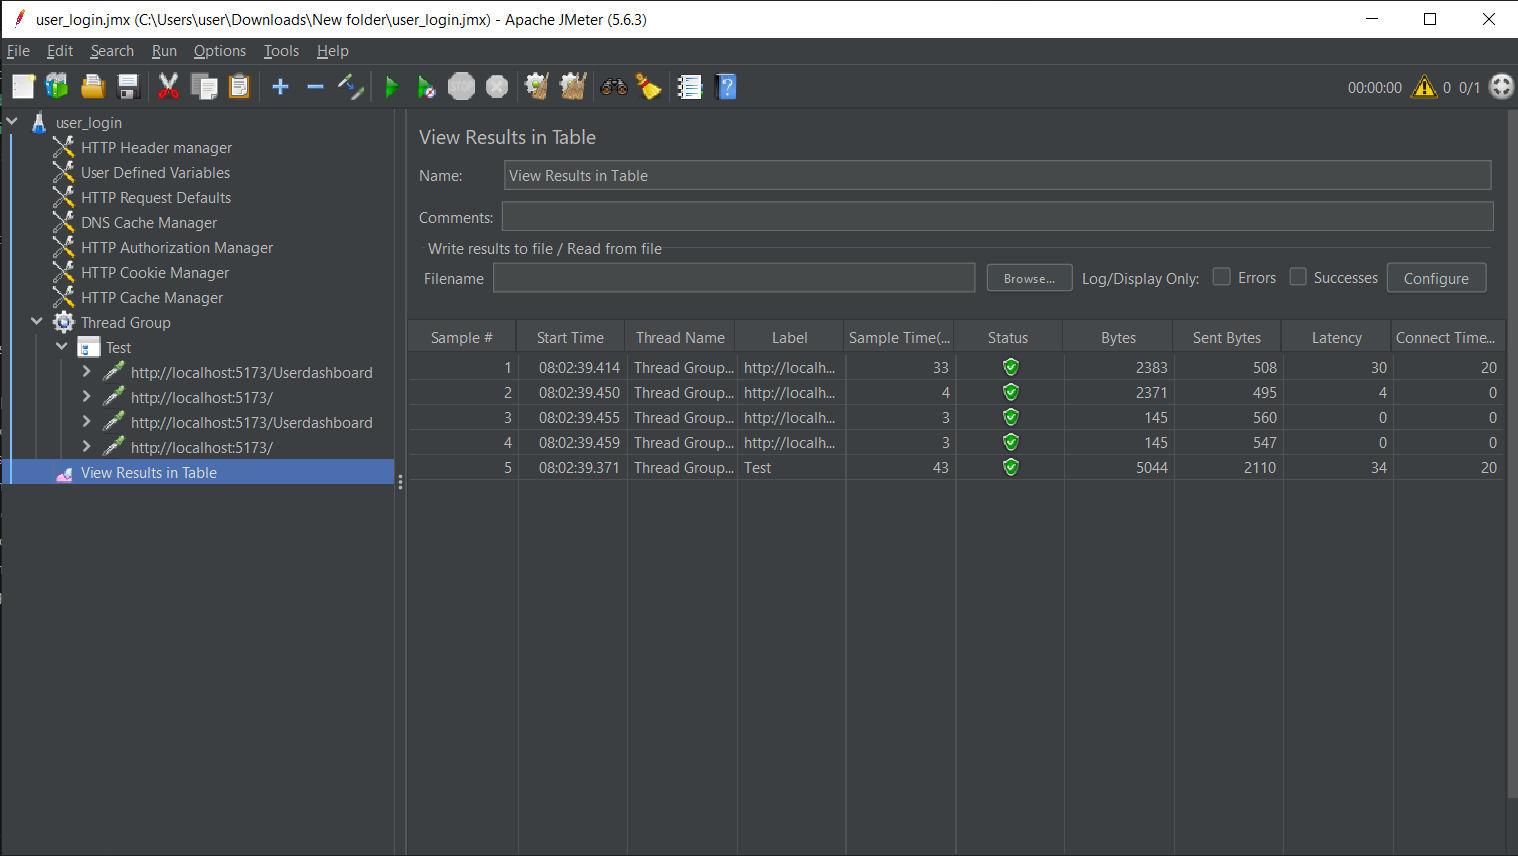 user_login.jmx (C:\Users\user\Downloads\New folder\user_login.jmx) - Apache JMeter (5.6.3)
File Edit Search Run Options Tools Help
STOP 00:00:00 0 0/1
user_login
HTTP Header manager
User Defined Variables
HTTP Request Defaults
DNS Cache Manager
HTTP Authorization Manager
HTTP Cookie Manager
HTTP Cache Manager
Thread Group
Test
http://localhost:5173/Userdashboard
http://localhost:5173/
http://localhost:5173/Userdashboard
http://localhost:5173/
View Results in Table
View Results in Table
Name: View Results in Table
Comments:
Write results to file / Read from file
Filename Browse... Log/Display Only: Errors Successes Configure
Sample # Start Time Thread Name Label Sample Time(... Status Bytes Sent Bytes Latency Connect Time...
1 08:02:39.414 Thread Group... http://localh... 33 2383 508 30 20
2 08:02:39.450 Thread Group... http://localh... 4 2371 495 4 0
3 08:02:39.455 Thread Group... http://localh... 3 145 560 0 0
4 08:02:39.459 Thread Group... http://localh... 3 145 547 0 0
5 08:02:39.371 Thread Group... Test 43 5044 2110 34 20